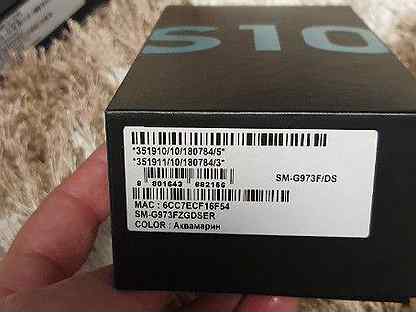 S10
*351910/10/180784/5*
*351911/10/180784/3*
SM-G973F/DS
8 801643 682156
MAC : 6CC7ECF16F54
SM-G973FZGDSER
COLOR : Аквамарин